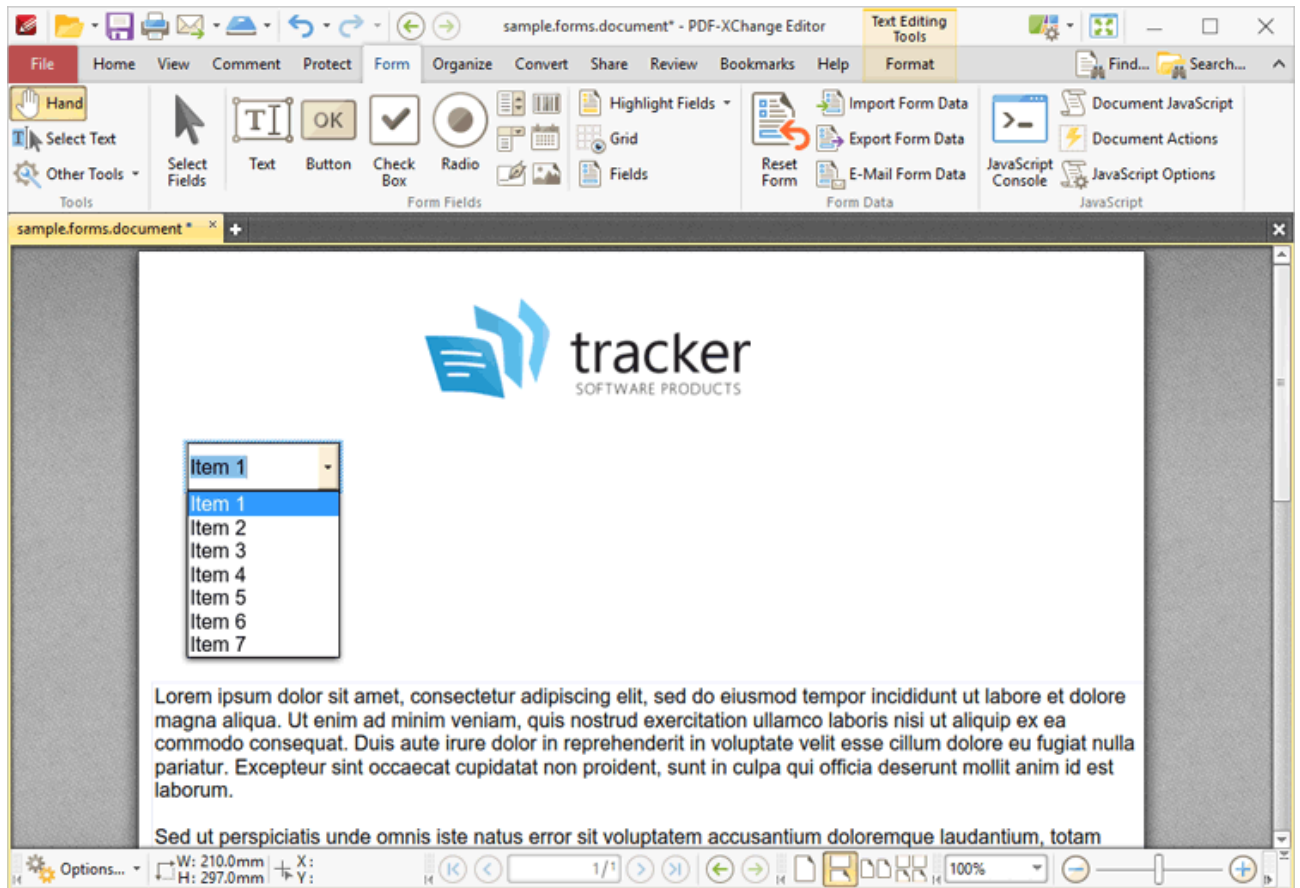 sample.forms.document* - PDF-XChange Editor
Text Editing Tools
File Home View Comment Protect Form Organize Convert Share Review Bookmarks Help Format Find... Search...
Hand
Select Text
Other Tools
Tools
Select Fields
Text
Button
OK
Check Box
Radio
Form Fields
Highlight Fields
Grid
Fields
Reset Form
Import Form Data
Export Form Data
E-Mail Form Data
Form Data
JavaScript Console
Document JavaScript
Document Actions
JavaScript Options
JavaScript
sample.forms.document *
tracker
SOFTWARE PRODUCTS
Item 1
Item 1
Item 2
Item 3
Item 4
Item 5
Item 6
Item 7
Lorem ipsum dolor sit amet, consectetur adipiscing elit, sed do eiusmod tempor incididunt ut labore et dolore
magna aliqua. Ut enim ad minim veniam, quis nostrud exercitation ullamco laboris nisi ut aliquip ex ea
commodo consequat. Duis aute irure dolor in reprehenderit in voluptate velit esse cillum dolore eu fugiat nulla
pariatur. Excepteur sint occaecat cupidatat non proident, sunt in culpa qui officia deserunt mollit anim id est
laborum.
Sed ut perspiciatis unde omnis iste natus error sit voluptatem accusantium doloremque laudantium, totam
Options...
W: 210.0mm X:
H: 297.0mm Y:
1/1
100%